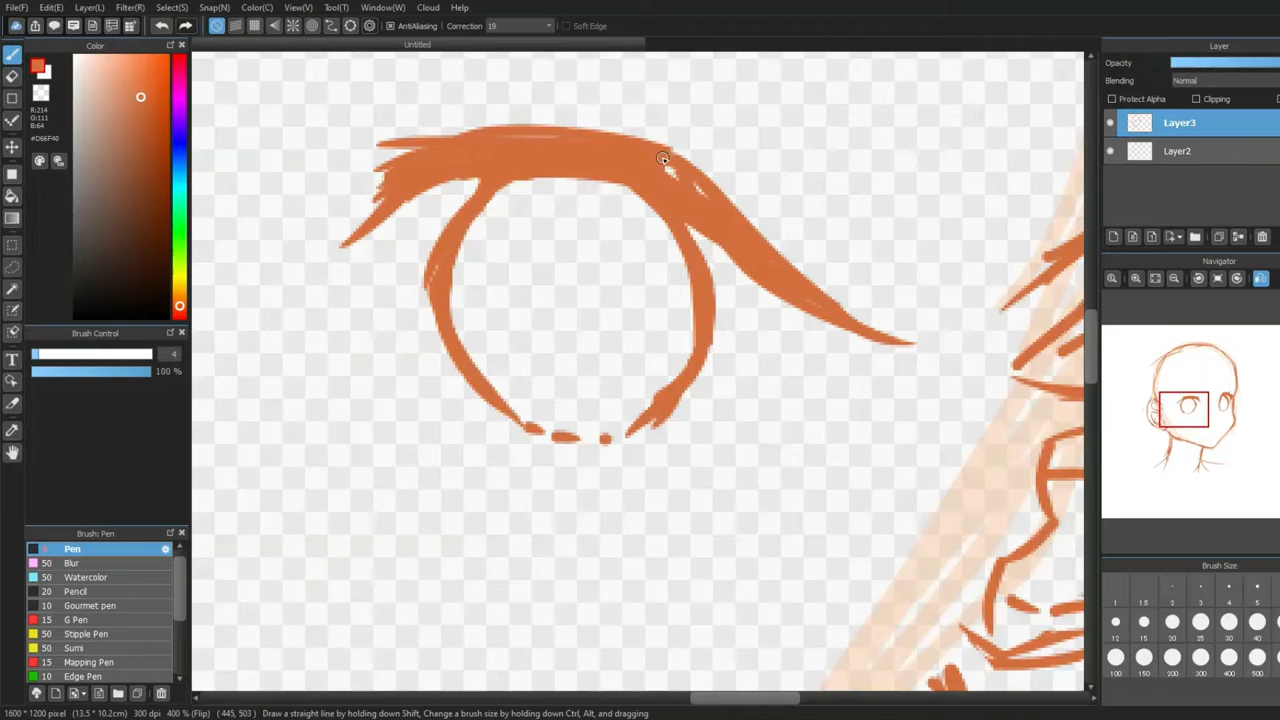 File(F) Edit(E) Layer(L) Filter(R) Select(S) Snap(N) Color(C) View(V) Tool(T) Window(W) Cloud Help
AntiAliasing Correction 19 Soft Edge
Color
Untitled
Layer
R:214
G:111
B:64
#D66F40
Opacity
Blending Normal
Protect Alpha Clipping
Layer3
Layer2
Navigator
Brush Control
4
100 %
Brush: Pen
4 Pen
50 Blur
50 Watercolor
20 Pencil
10 Gourmet pen
15 G Pen
50 Stipple Pen
50 Sumi
15 Mapping Pen
10 Edge Pen
Brush Size
1 1.5 2 3 4 5
12 15 20 25 30 40
100 150 200 300 400 500
1600 * 1200 pixel (13.5 * 10.2cm) 300 dpi 400 % (Flip) ( 445, 503) Draw a straight line by holding down Shift, Change a brush size by holding down Ctrl, Alt, and dragging